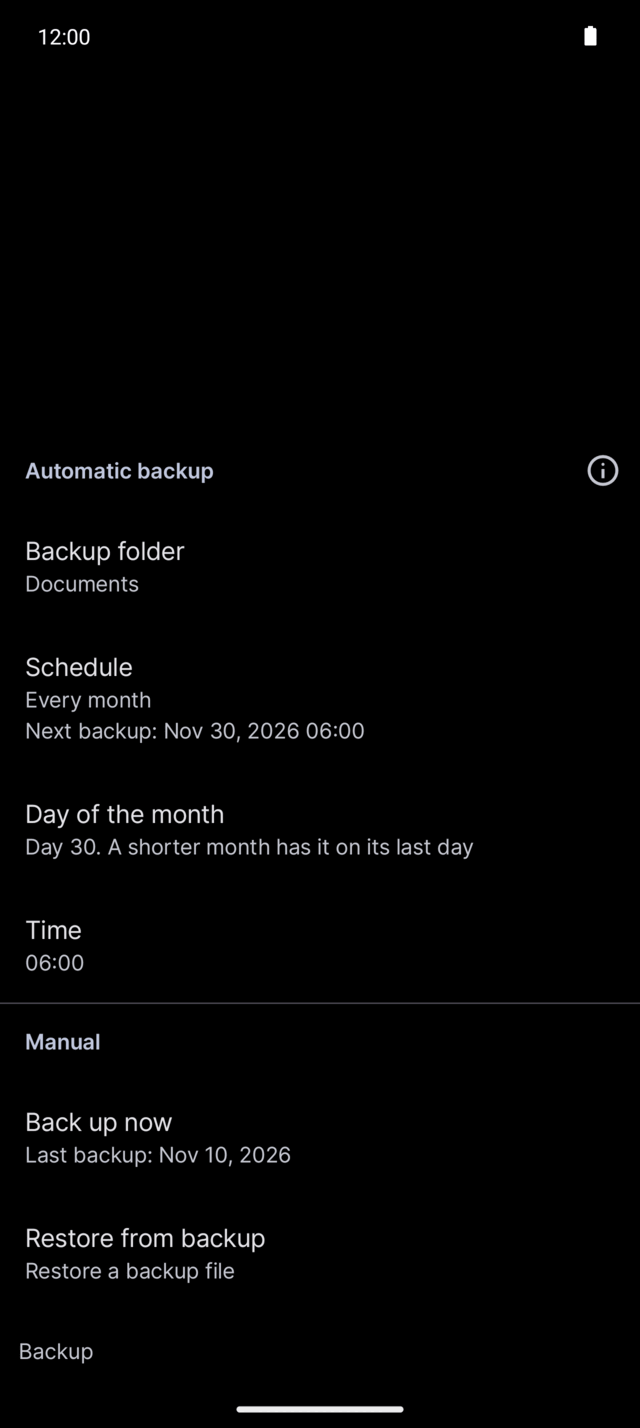 12:00
Automatic backup
Backup folder
Documents
Schedule
Every month
Next backup: Nov 30, 2026 06:00
Day of the month
Day 30. A shorter month has it on its last day
Time
06:00
Manual
Back up now
Last backup: Nov 10, 2026
Restore from backup
Restore a backup file
Backup